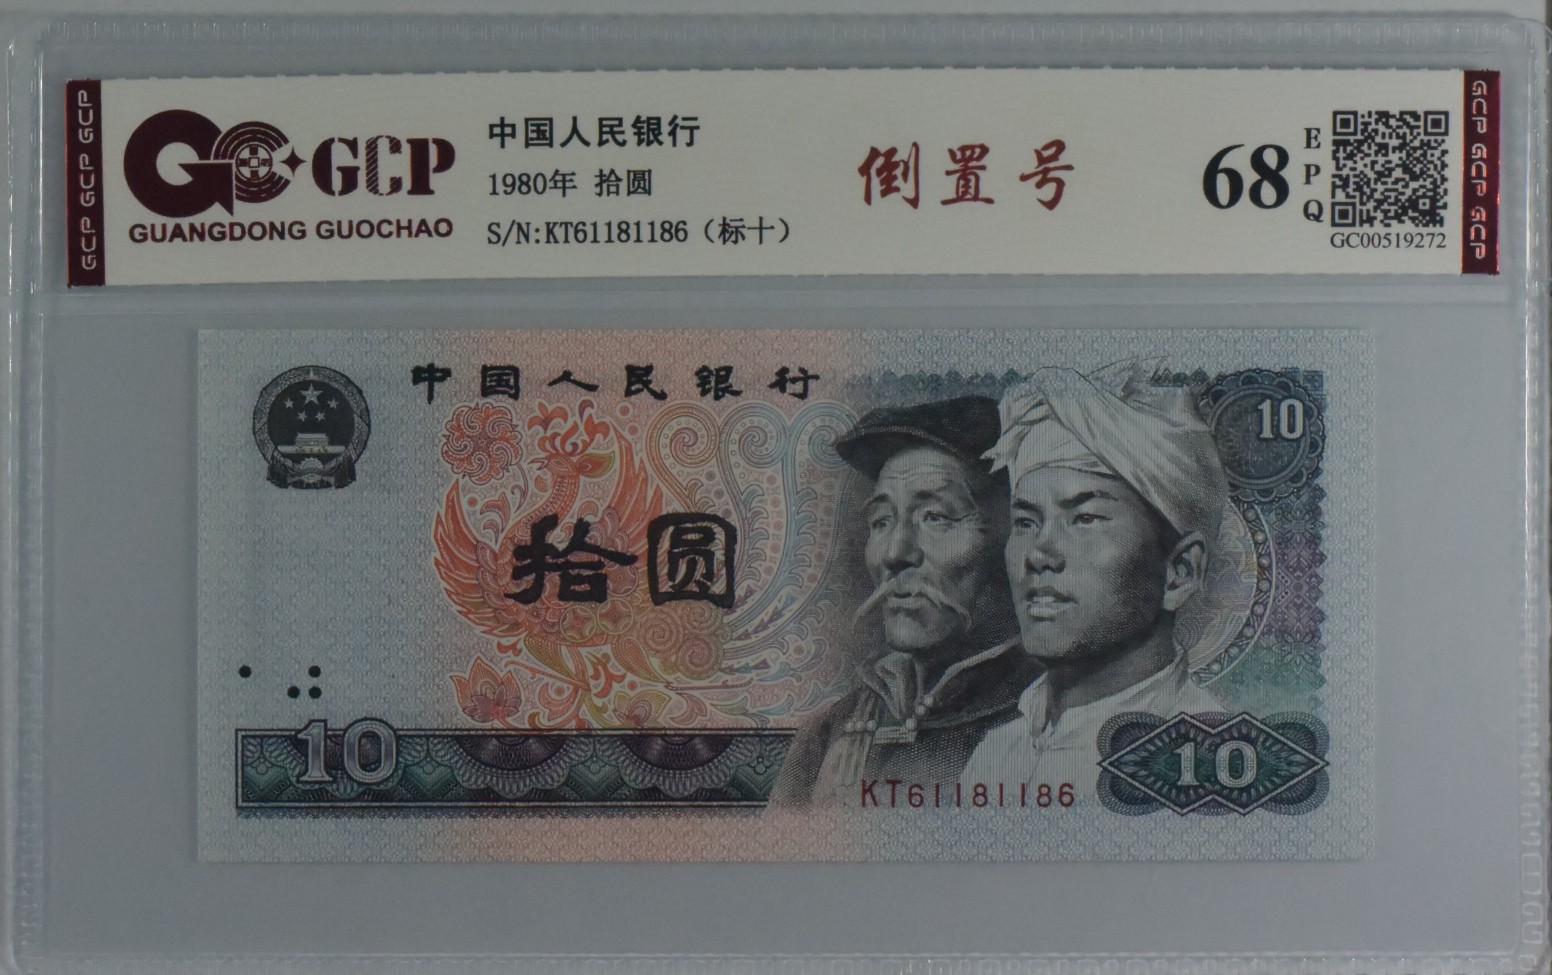 GCP GCP GCP
GCP
GUANGDONG GUOCHAO
中国人民银行
1980年 拾圆
S/N:KT61181186（标十）
倒置号
68
EPQ
GC00519272
GCP GCP GCP
中国人民银行
10
拾圆
10
KT61181186
10